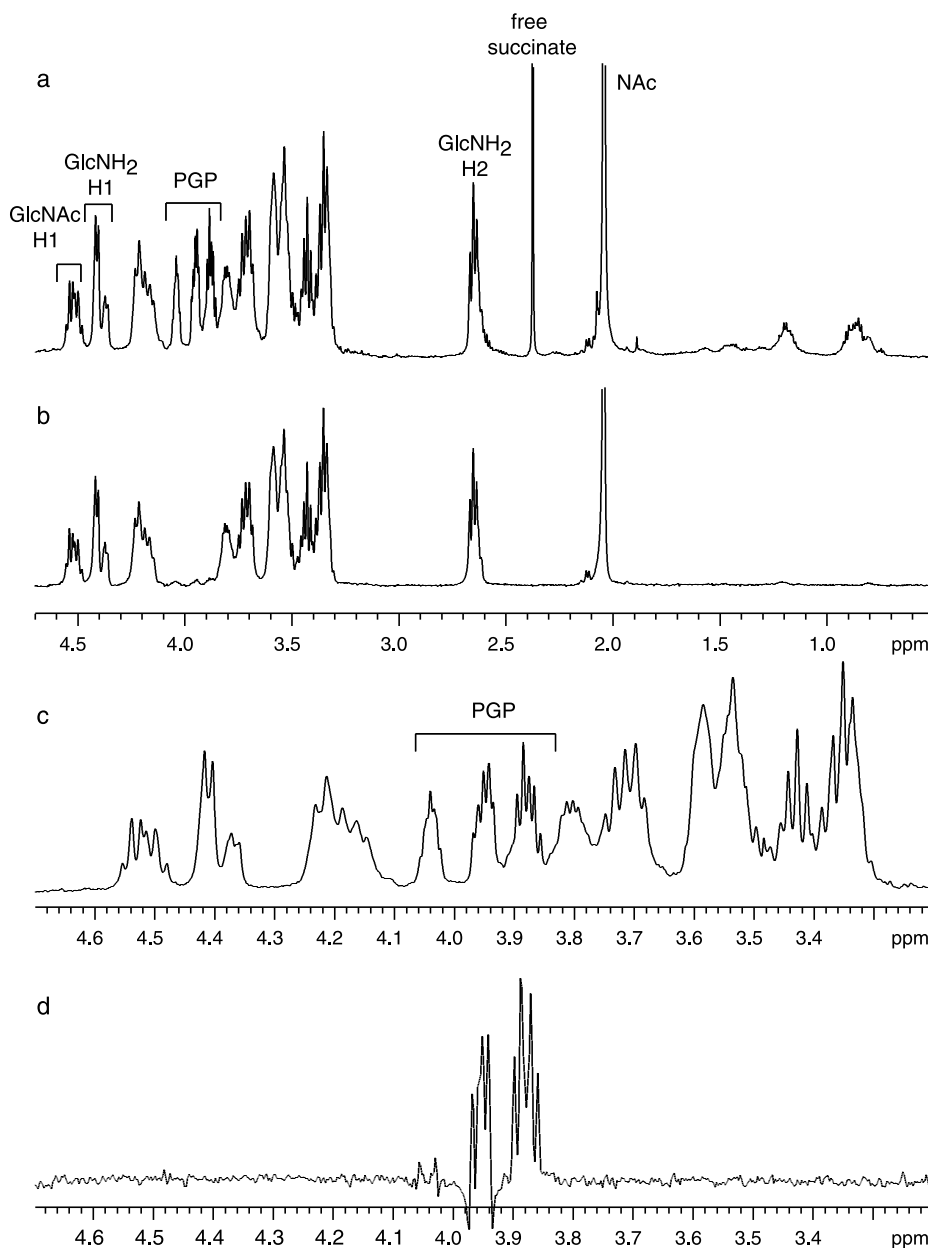 a
free
succinate
NAc
GlcNH2
H2
GlcNH2
H1
PGP
GlcNAc
H1
b
4.5 4.0 3.5 3.0 2.5 2.0 1.5 1.0 ppm
c
PGP
4.6 4.5 4.4 4.3 4.2 4.1 4.0 3.9 3.8 3.7 3.6 3.5 3.4 ppm
d
4.6 4.5 4.4 4.3 4.2 4.1 4.0 3.9 3.8 3.7 3.6 3.5 3.4 ppm